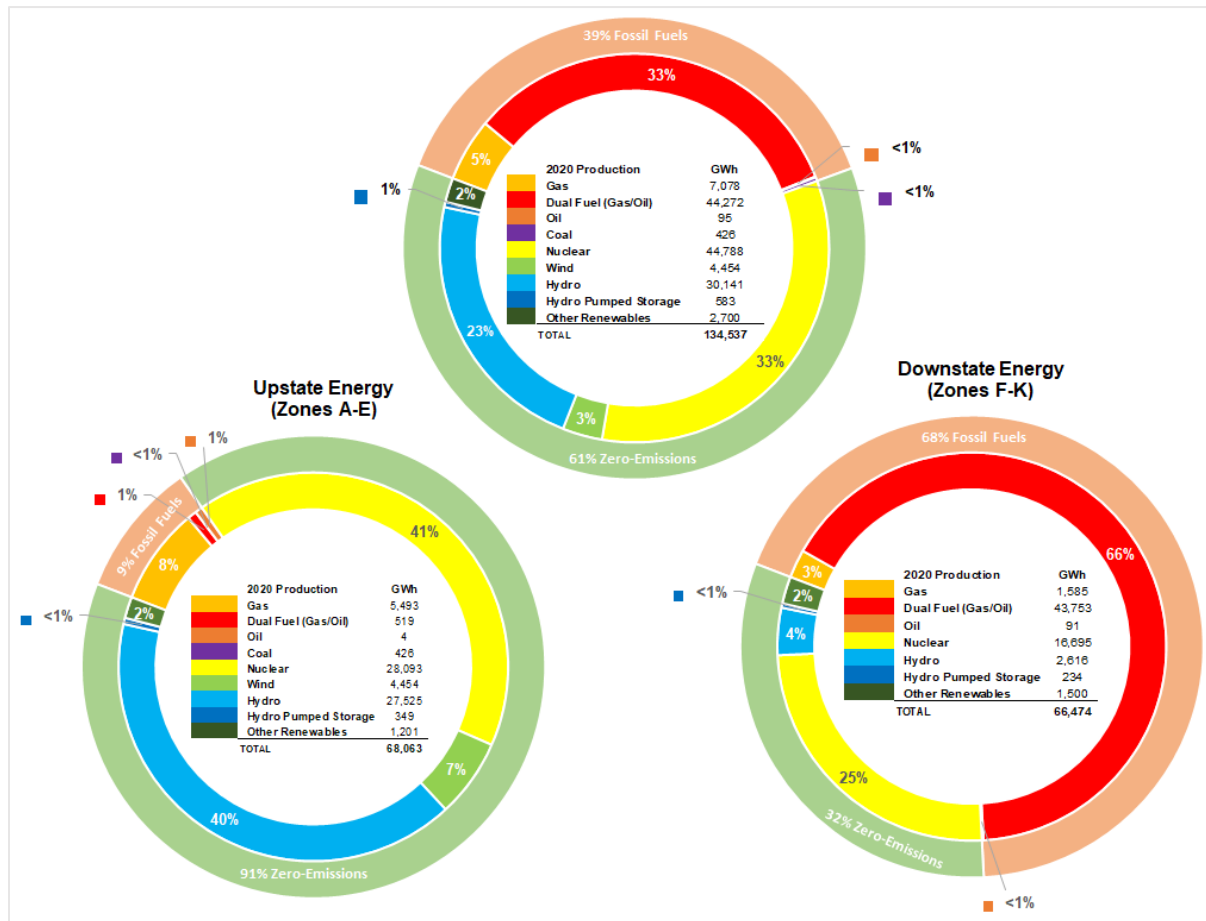 39% Fossil Fuels
33%
<1%
5%
<1%
1%
2%
2020 Production GWh
Gas 7,078
Dual Fuel (Gas/Oil) 44,272
Oil 95
Coal 426
Nuclear 44,788
Wind 4,454
Hydro 30,141
Hydro Pumped Storage 583
Other Renewables 2,700
TOTAL 134,537
23%
33%
3%
61% Zero-Emissions
Upstate Energy
(Zones A-E)
1%
<1%
1%
9% Fossil Fuels
41%
8%
<1%
2%
2020 Production GWh
Gas 5,493
Dual Fuel (Gas/Oil) 519
Oil 4
Coal 426
Nuclear 28,093
Wind 4,454
Hydro 27,525
Hydro Pumped Storage 349
Other Renewables 1,201
TOTAL 68,063
7%
40%
91% Zero-Emissions
Downstate Energy
(Zones F-K)
68% Fossil Fuels
66%
3%
<1%
2%
4%
2020 Production GWh
Gas 1,585
Dual Fuel (Gas/Oil) 43,753
Oil 91
Nuclear 16,695
Hydro 2,616
Hydro Pumped Storage 234
Other Renewables 1,500
TOTAL 66,474
25%
32% Zero-Emissions
<1%